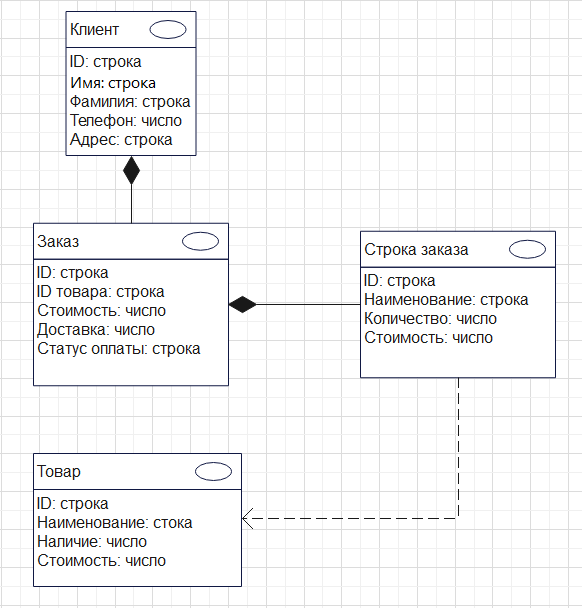 Клиент
ID: строка
Имя: строка
Фамилия: строка
Телефон: число
Адрес: строка
Заказ
ID: строка
ID товара: строка
Стоимость: число
Доставка: число
Статус оплаты: строка
Строка заказа
ID: строка
Наименование: строка
Количество: число
Стоимость: число
Товар
ID: строка
Наименование: стока
Наличие: число
Стоимость: число